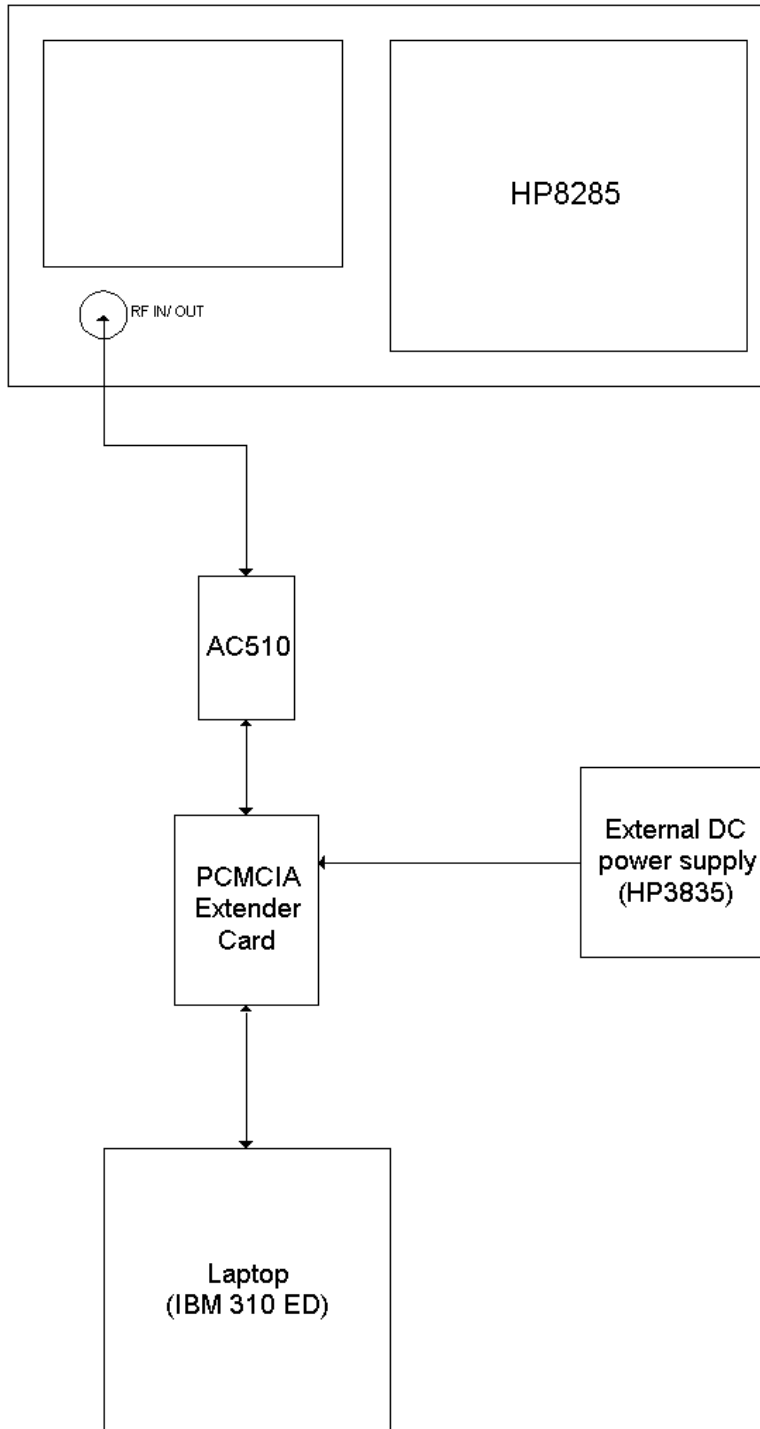 HP8285
RF IN/ OUT
AC510
External DC
power supply
(HP3835)
PCMCIA
Extender
Card
Laptop
(IBM 310 ED)